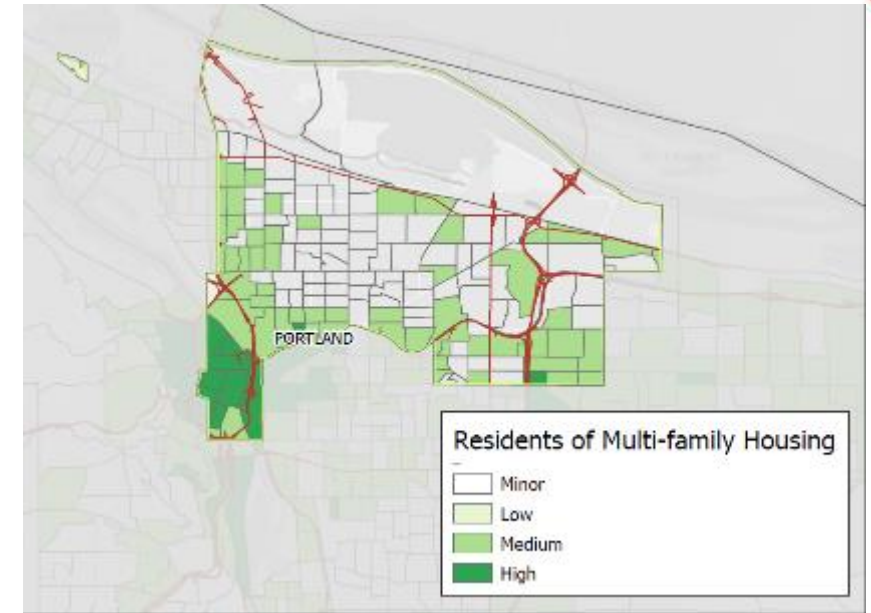 PORTLAND
Residents of Multi-family Housing
Minor
Low
Medium
High